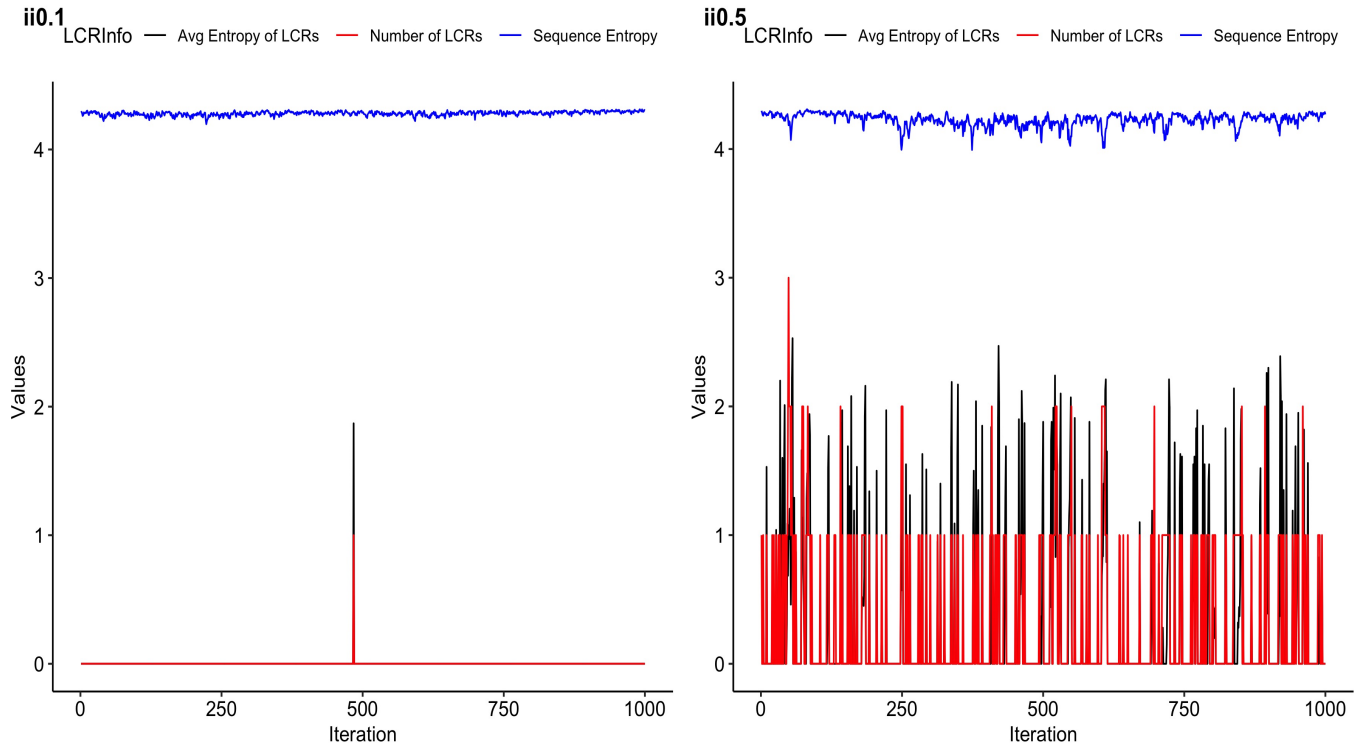 ii0.1
LCRInfo Avg Entropy of LCRs Number of LCRs Sequence Entropy
4
3
2
1
0
Values
0 250 500 750 1000
Iteration
ii0.5
LCRInfo Avg Entropy of LCRs Number of LCRs Sequence Entropy
4
3
2
1
0
Values
0 250 500 750 1000
Iteration